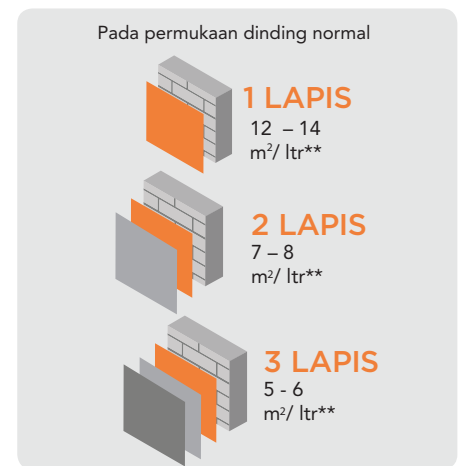 Pada permukaan dinding normal
1 LAPIS
12 – 14
m²/ ltr**
2 LAPIS
7 – 8
m²/ ltr**
3 LAPIS
5 - 6
m²/ ltr**